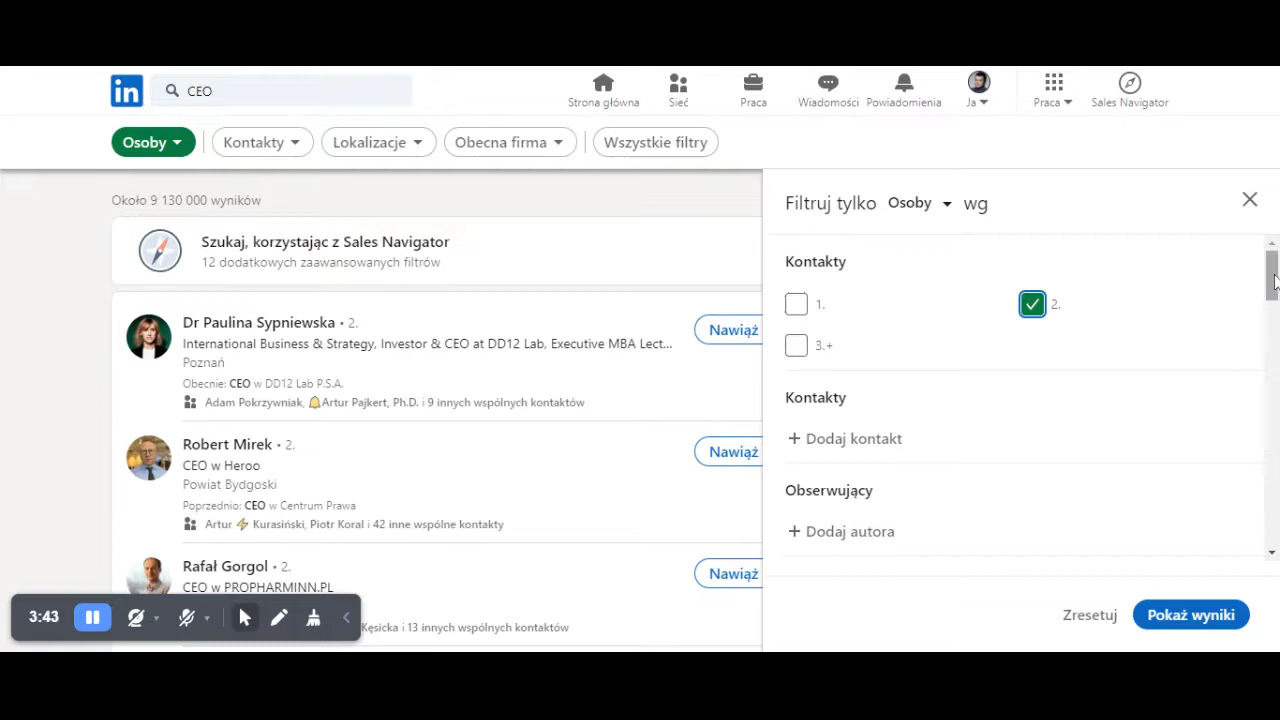 in
CEO
Strona główna
Sieć
Praca
Wiadomości
Powiadomienia
Ja
Praca
Sales Navigator
Osoby
Kontakty
Lokalizacje
Obecna firma
Wszystkie filtry
Około 9 130 000 wyników
Szukaj, korzystając z Sales Navigator
12 dodatkowych zaawansowanych filtrów
Dr Paulina Sypniewska • 2.
International Business & Strategy, Investor & CEO at DD12 Lab, Executive MBA Lect...
Poznań
Obecnie: CEO w DD12 Lab P.S.A.
Adam Pokrzywniak, 🔔Artur Pajkert, Ph.D. i 9 innych wspólnych kontaktów
Nawiąż
Robert Mirek • 2.
CEO w Heroo
Powiat Bydgoski
Poprzednio: CEO w Centrum Prawa
Artur ⚡ Kurasiński, Piotr Koral i 42 inne wspólne kontakty
Nawiąż
Rafał Gorgol • 2.
CEO w PROPHARMINN.PL
Kęsicka i 13 innych wspólnych kontaktów
Nawiąż
3:43
Filtruj tylko Osoby wg
Kontakty
1.
2.
3.+
Kontakty
+ Dodaj kontakt
Obserwujący
+ Dodaj autora
Zresetuj
Pokaż wyniki